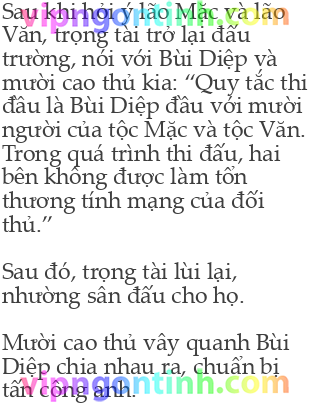 Sau khi hỏi ý lão Mặc và lão
Văn, trọng tài trở lại đấu
trường, nói với Bùi Diệp và
mười cao thủ kia: “Quy tắc thi
đấu là Bùi Diệp đấu với mười
người của tộc Mặc và tộc Văn.
Trong quá trình thi đấu, hai
bên không được làm tổn
thương tính mạng của đối
thủ.”
Sau đó, trọng tài lùi lại,
nhường sân đấu cho họ.
Mười cao thủ vây quanh Bùi
Diệp chia nhau ra, chuẩn bị
tấn công anh.
vipngontinh.com
vipngontinh.com